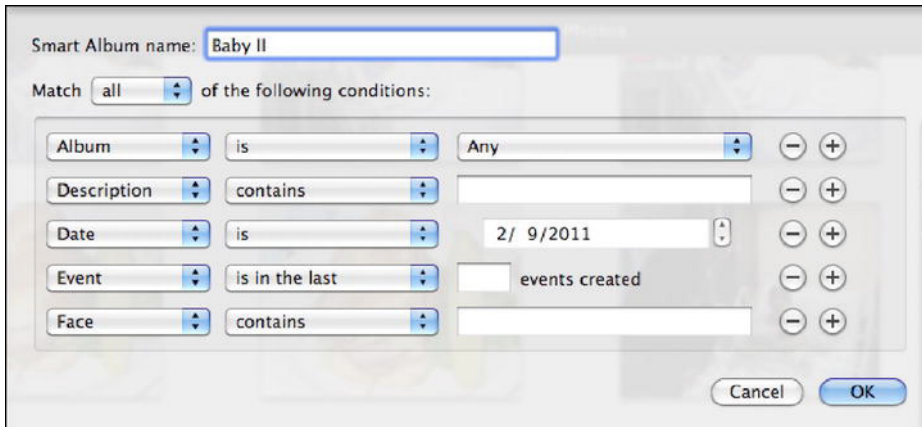 Smart Album name: Baby II
Match all of the following conditions:
Album is Any
Description contains
Date is 2/ 9/2011
Event is in the last events created
Face contains
Cancel OK